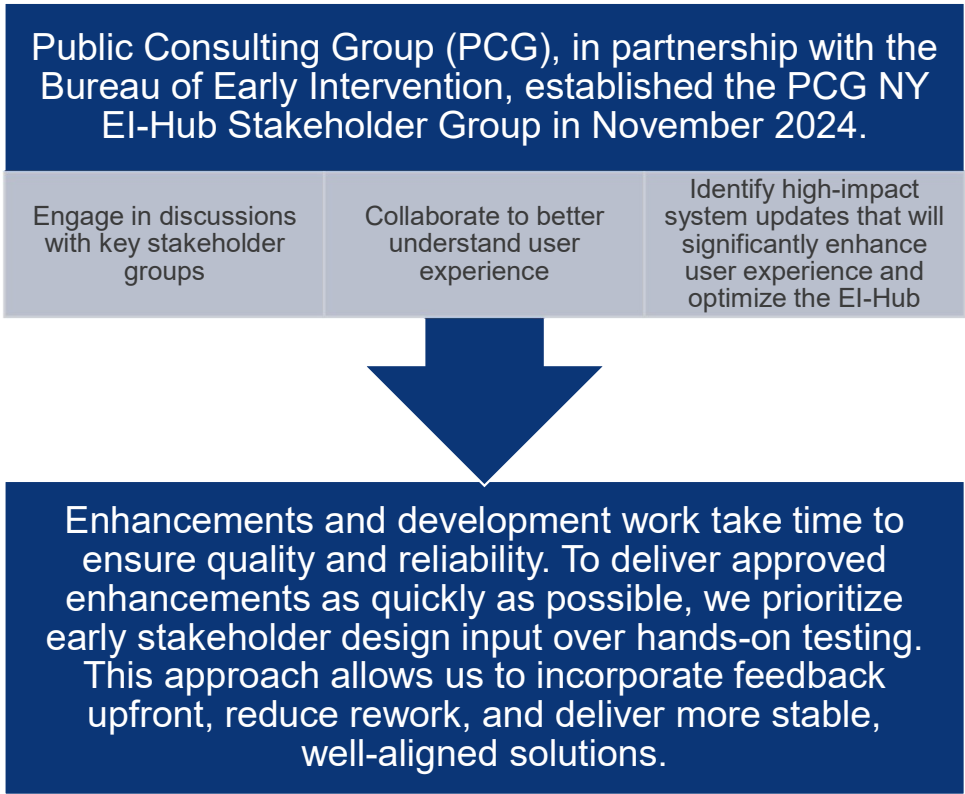 Public Consulting Group (PCG), in partnership with the
Bureau of Early Intervention, established the PCG NY
EI-Hub Stakeholder Group in November 2024.
Engage in discussions
with key stakeholder
groups
Collaborate to better
understand user
experience
Identify high-impact
system updates that will
significantly enhance
user experience and
optimize the EI-Hub
Enhancements and development work take time to
ensure quality and reliability. To deliver approved
enhancements as quickly as possible, we prioritize
early stakeholder design input over hands-on testing.
This approach allows us to incorporate feedback
upfront, reduce rework, and deliver more stable,
well-aligned solutions.